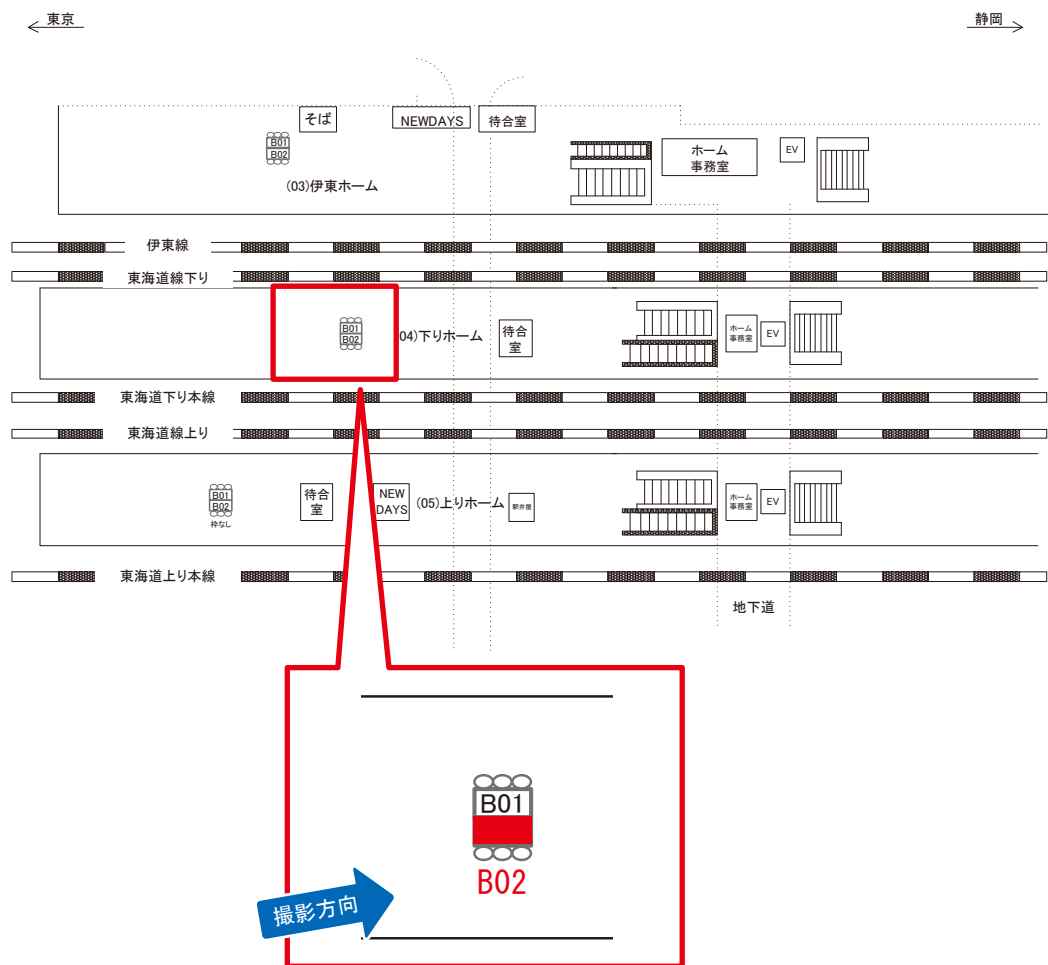 東京
静岡
そば
NEWDAYS
待合室
B01
B02
ホーム
事務室
EV
(03)伊東ホーム
伊東線
東海道線下り
B01
B02
04)下りホーム
待合
室
ホーム
事務室
EV
東海道下り本線
東海道線上り
B01
B02
枠なし
待合
室
NEW
DAYS
(05)上りホーム
駅弁屋
ホーム
事務室
EV
東海道上り本線
地下道
B01
B02
撮影方向